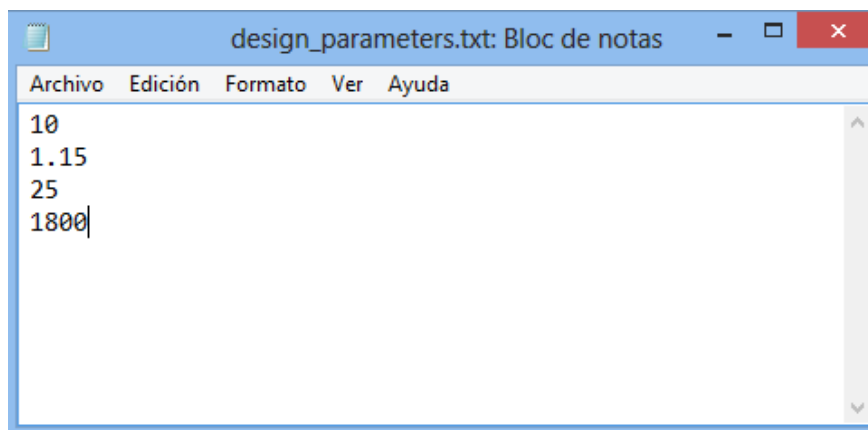 design_parameters.txt: Bloc de notas
Archivo Edición Formato Ver Ayuda
10
1.15
25
1800